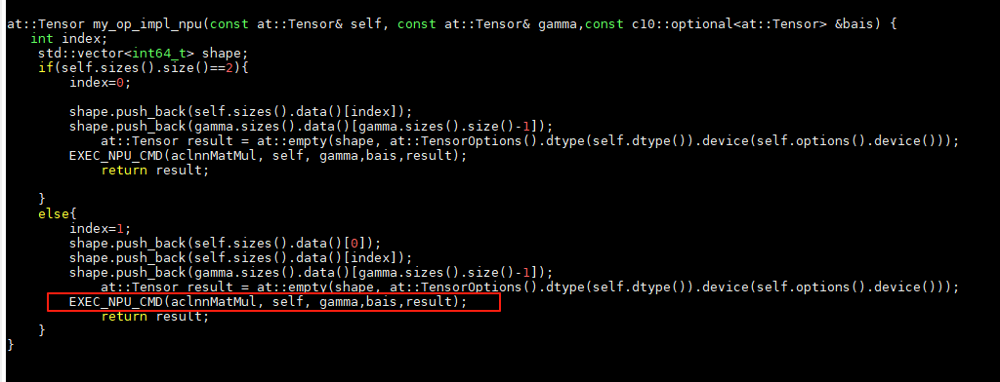 at::Tensor my_op_impl_npu(const at::Tensor& self, const at::Tensor& gamma,const c10::optional<at::Tensor> &bais) {
int index;
std::vector<int64_t> shape;
if(self.sizes().size()==2){
index=0;
shape.push_back(self.sizes().data()[index]);
shape.push_back(gamma.sizes().data()[gamma.sizes().size()-1]);
at::Tensor result = at::empty(shape, at::TensorOptions().dtype(self.dtype()).device(self.options().device()));
EXEC_NPU_CMD(aclnnMatMul, self, gamma,bais,result);
return result;
}
else{
index=1;
shape.push_back(self.sizes().data()[0]);
shape.push_back(self.sizes().data()[index]);
shape.push_back(gamma.sizes().data()[gamma.sizes().size()-1]);
at::Tensor result = at::empty(shape, at::TensorOptions().dtype(self.dtype()).device(self.options().device()));
EXEC_NPU_CMD(aclnnMatMul, self, gamma,bais,result);
return result;
}
}